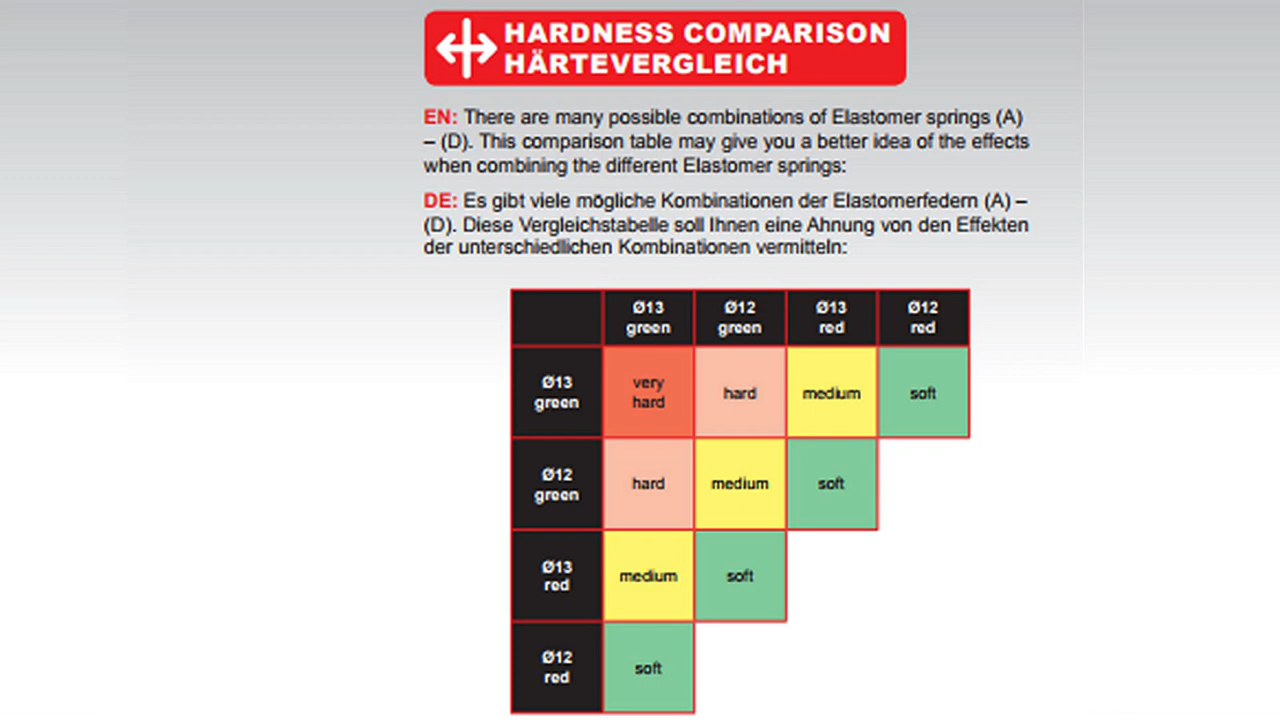 HARDNESS COMPARISON
HÄRTEVERGLEICH
EN: There are many possible combinations of Elastomer springs (A)
– (D). This comparison table may give you a better idea of the effects
when combining the different Elastomer springs:
DE: Es gibt viele mögliche Kombinationen der Elastomerfedern (A) –
(D). Diese Vergleichstabelle soll Ihnen eine Ahnung von den Effekten
der unterschiedlichen Kombinationen vermitteln:
Ø13 Ø12 Ø13 Ø12
green green red red
Ø13 green very hard hard medium soft
Ø12 green hard medium soft
Ø13 red medium soft
Ø12 red soft